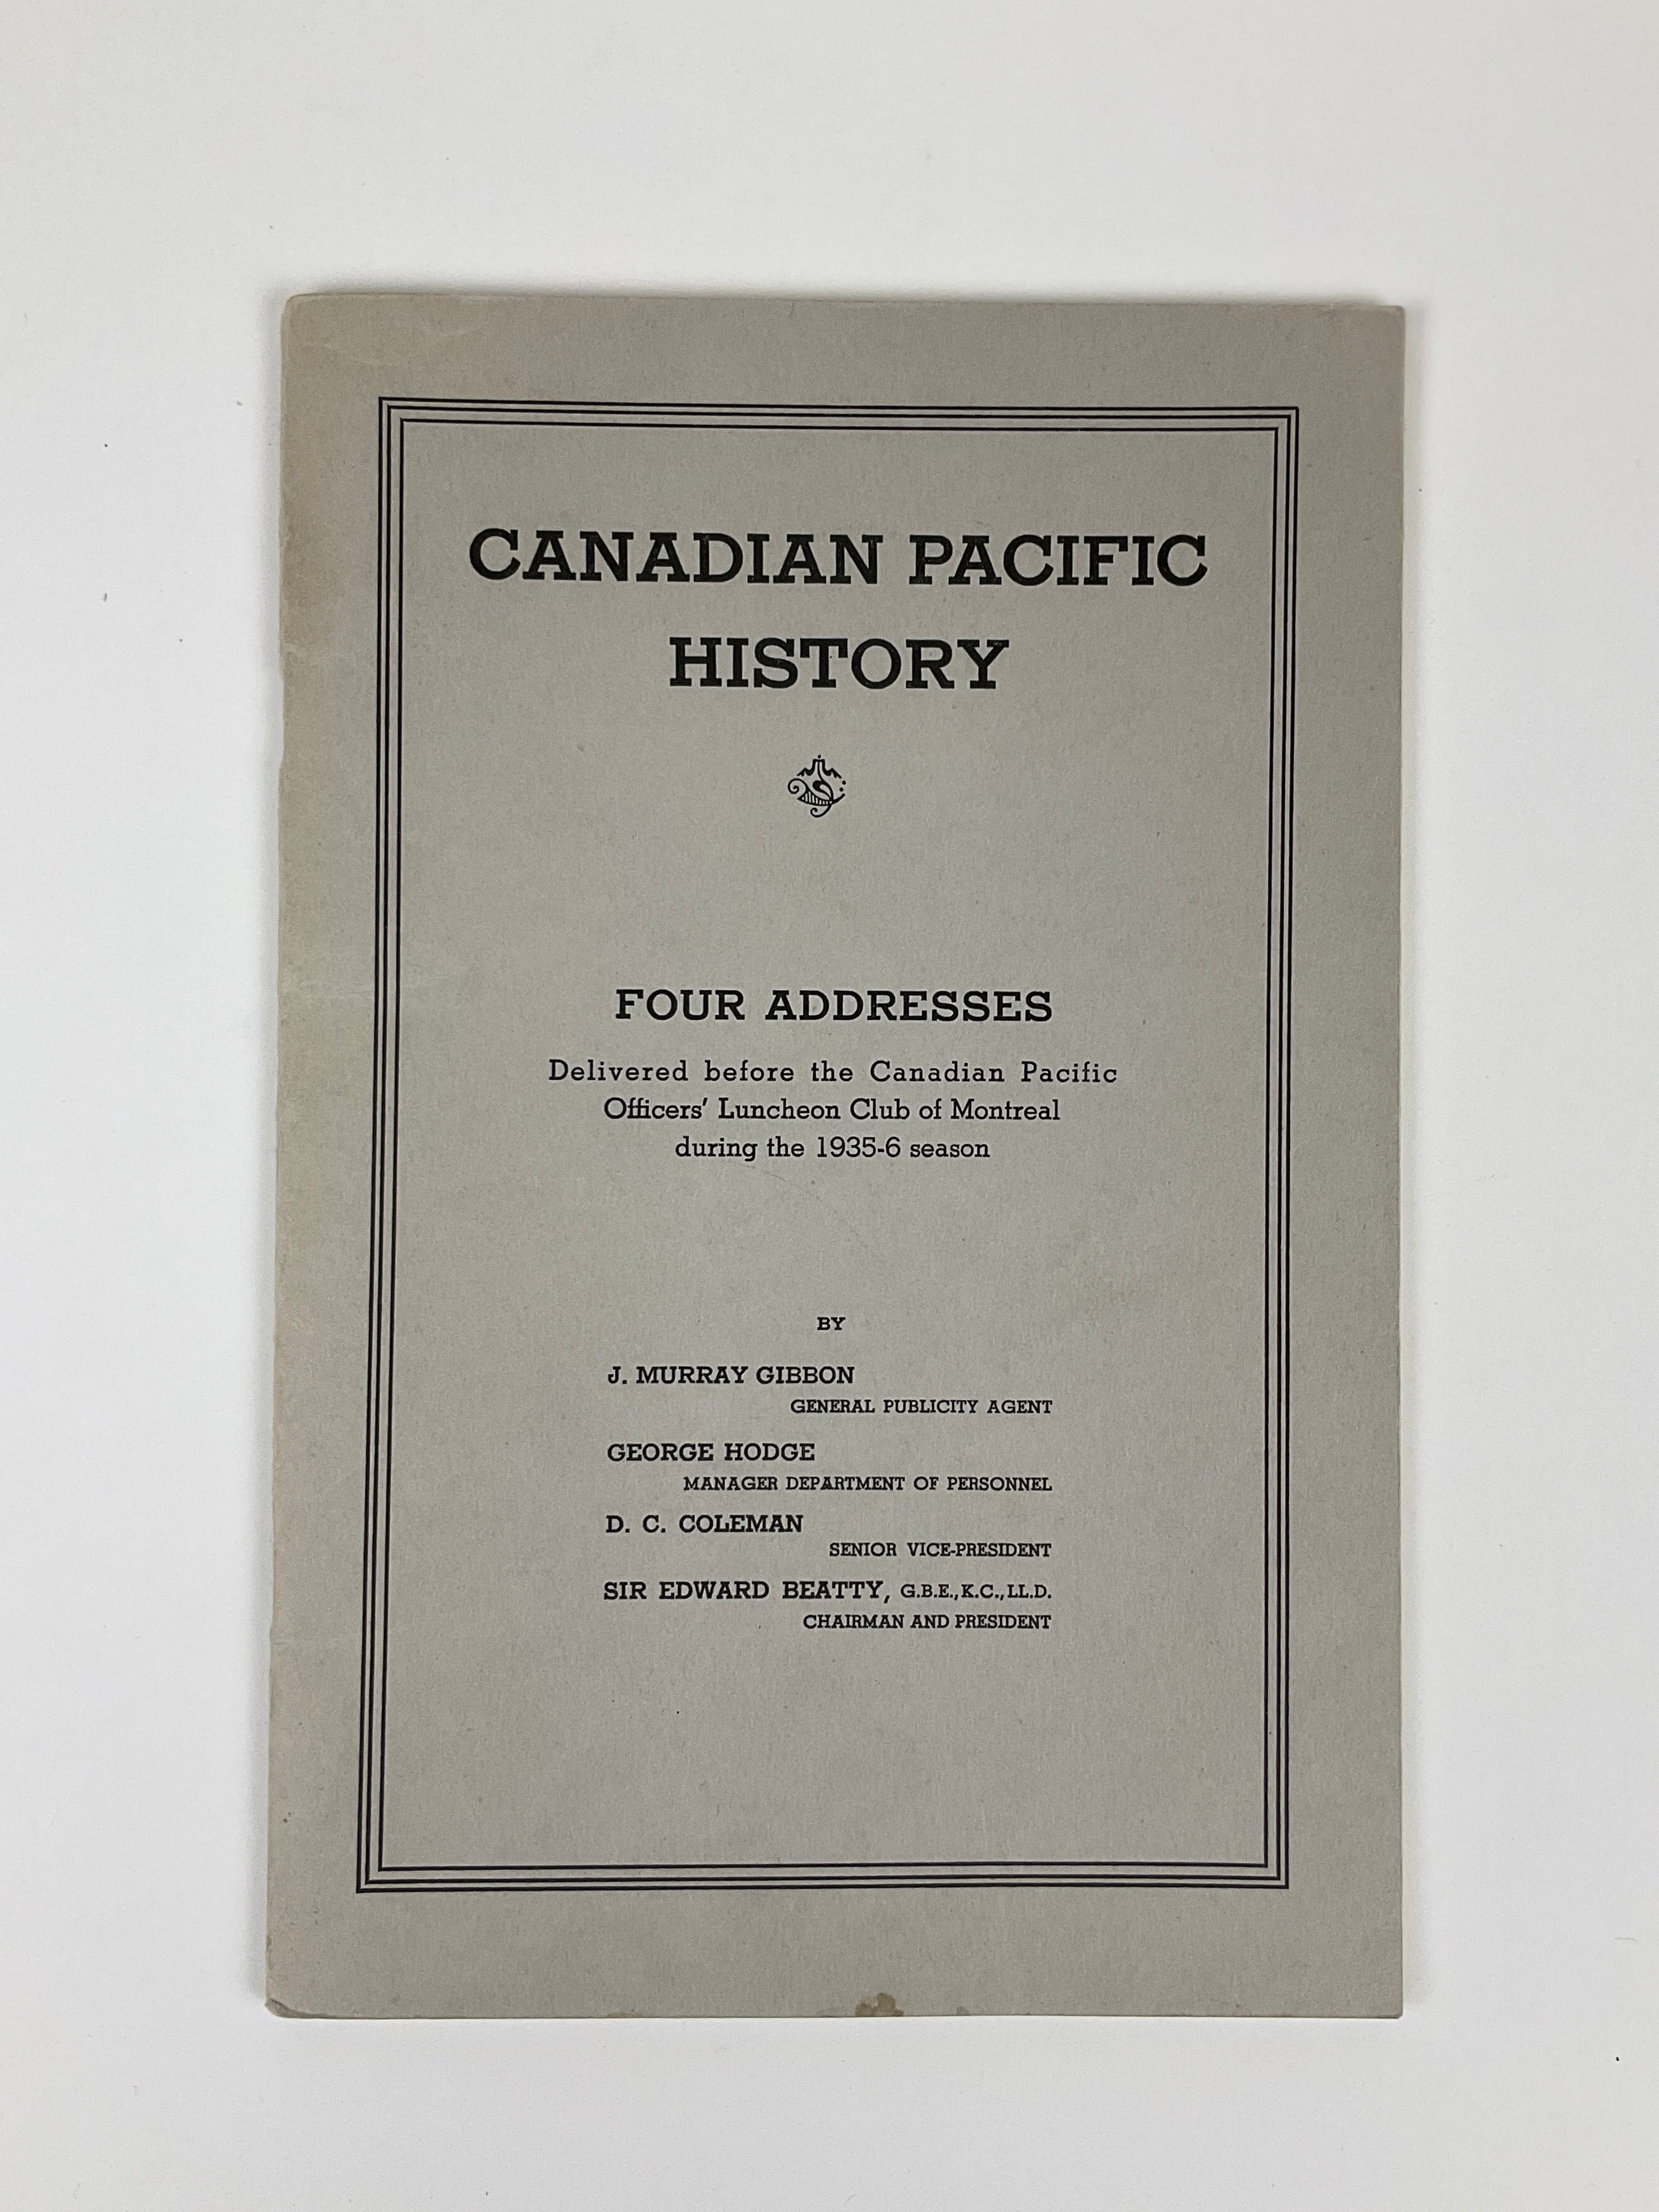 CANADIAN PACIFIC
HISTORY
FOUR ADDRESSES
Delivered before the Canadian Pacific
Officers' Luncheon Club of Montreal
during the 1935-6 season
BY
J. MURRAY GIBBON
GENERAL PUBLICITY AGENT
GEORGE HODGE
MANAGER DEPARTMENT OF PERSONNEL
D. C. COLEMAN
SENIOR VICE-PRESIDENT
SIR EDWARD BEATTY, G.B.E., K.C., LL.D.
CHAIRMAN AND PRESIDENT